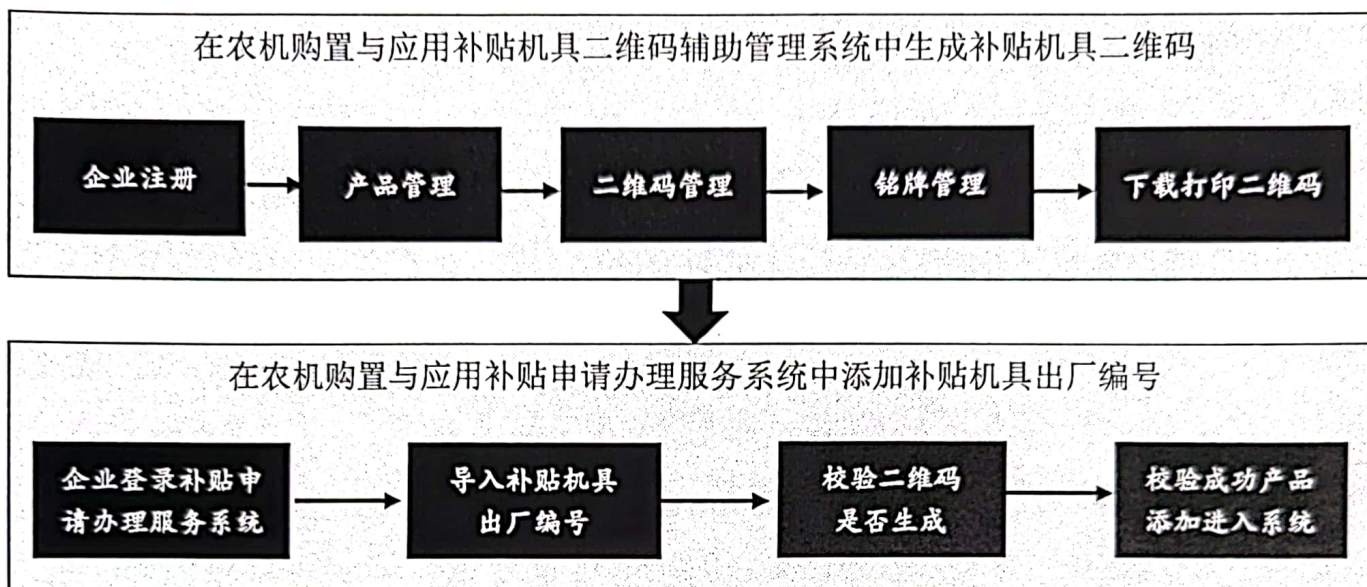 在农机购置与应用补贴机具二维码辅助管理系统中生成补贴机具二维码
企业注册
产品管理
二维码管理
铭牌管理
下载打印二维码
在农机购置与应用补贴申请办理服务系统中添加补贴机具出厂编号
企业登录补贴申
请办理服务系统
导入补贴机具
出厂编号
校验二维码
是否生成
校验成功产品
添加进入系统